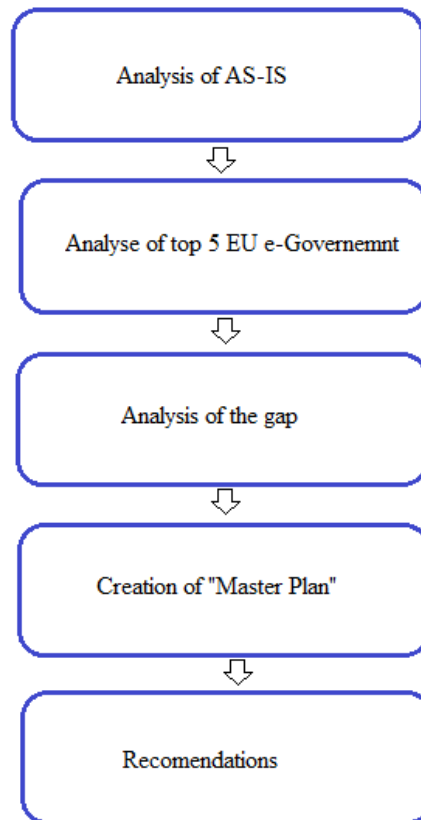 Analysis of AS-IS
Analyse of top 5 EU e-Governemnt
Analysis of the gap
Creation of "Master Plan"
Recomendations